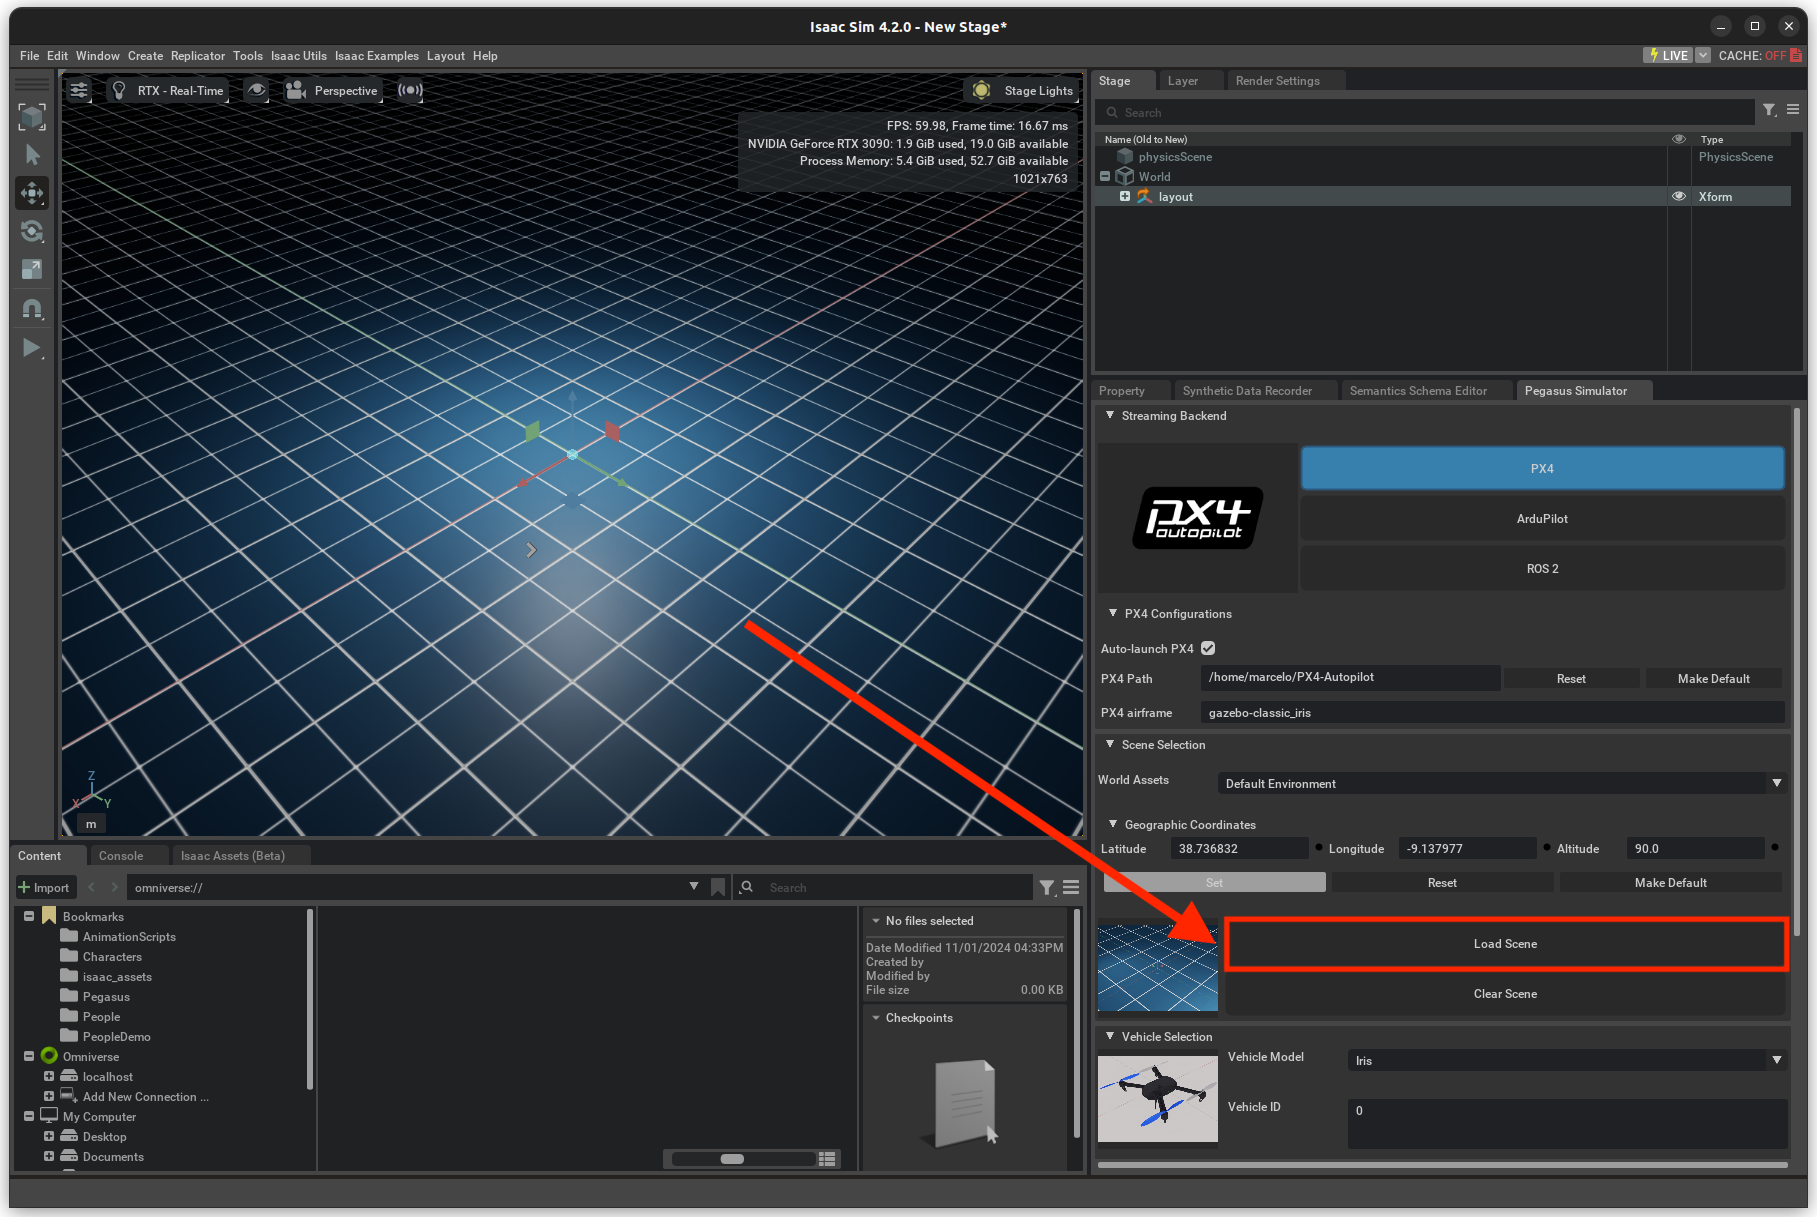 Isaac Sim 4.2.0 - New Stage*
File Edit Window Create Replicator Tools Isaac Utils Isaac Examples Layout Help
LIVE CACHE: OFF
RTX - Real-Time Perspective Stage Lights
FPS: 59.98, Frame time: 16.67 ms
NVIDIA GeForce RTX 3090: 1.9 GiB used, 19.0 GiB available
Process Memory: 5.4 GiB used, 52.7 GiB available
1021x763
Z
X Y
m
Stage Layer Render Settings
Search
Name (Old to New) Type
physicsScene PhysicsScene
World
layout Xform
Property Synthetic Data Recorder Semantics Schema Editor Pegasus Simulator
Streaming Backend
PX4
autopilot
PX4
ArduPilot
ROS 2
PX4 Configurations
Auto-launch PX4
PX4 Path /home/marcelo/PX4-Autopilot Reset Make Default
PX4 airframe gazebo-classic_iris
Scene Selection
World Assets Default Environment
Geographic Coordinates
Latitude 38.736832 Longitude -9.137977 Altitude 90.0
Set Reset Make Default
Load Scene
Clear Scene
Vehicle Selection
Vehicle Model Iris
Vehicle ID 0
Content Console Isaac Assets (Beta)
Import omniverse:// Search
Bookmarks
AnimationScripts
Characters
isaac_assets
Pegasus
People
PeopleDemo
Omniverse
localhost
Add New Connection ...
My Computer
Desktop
Documents
No files selected
Date Modified 11/01/2024 04:33PM
Created by
Modified by
File size 0.00 KB
Checkpoints